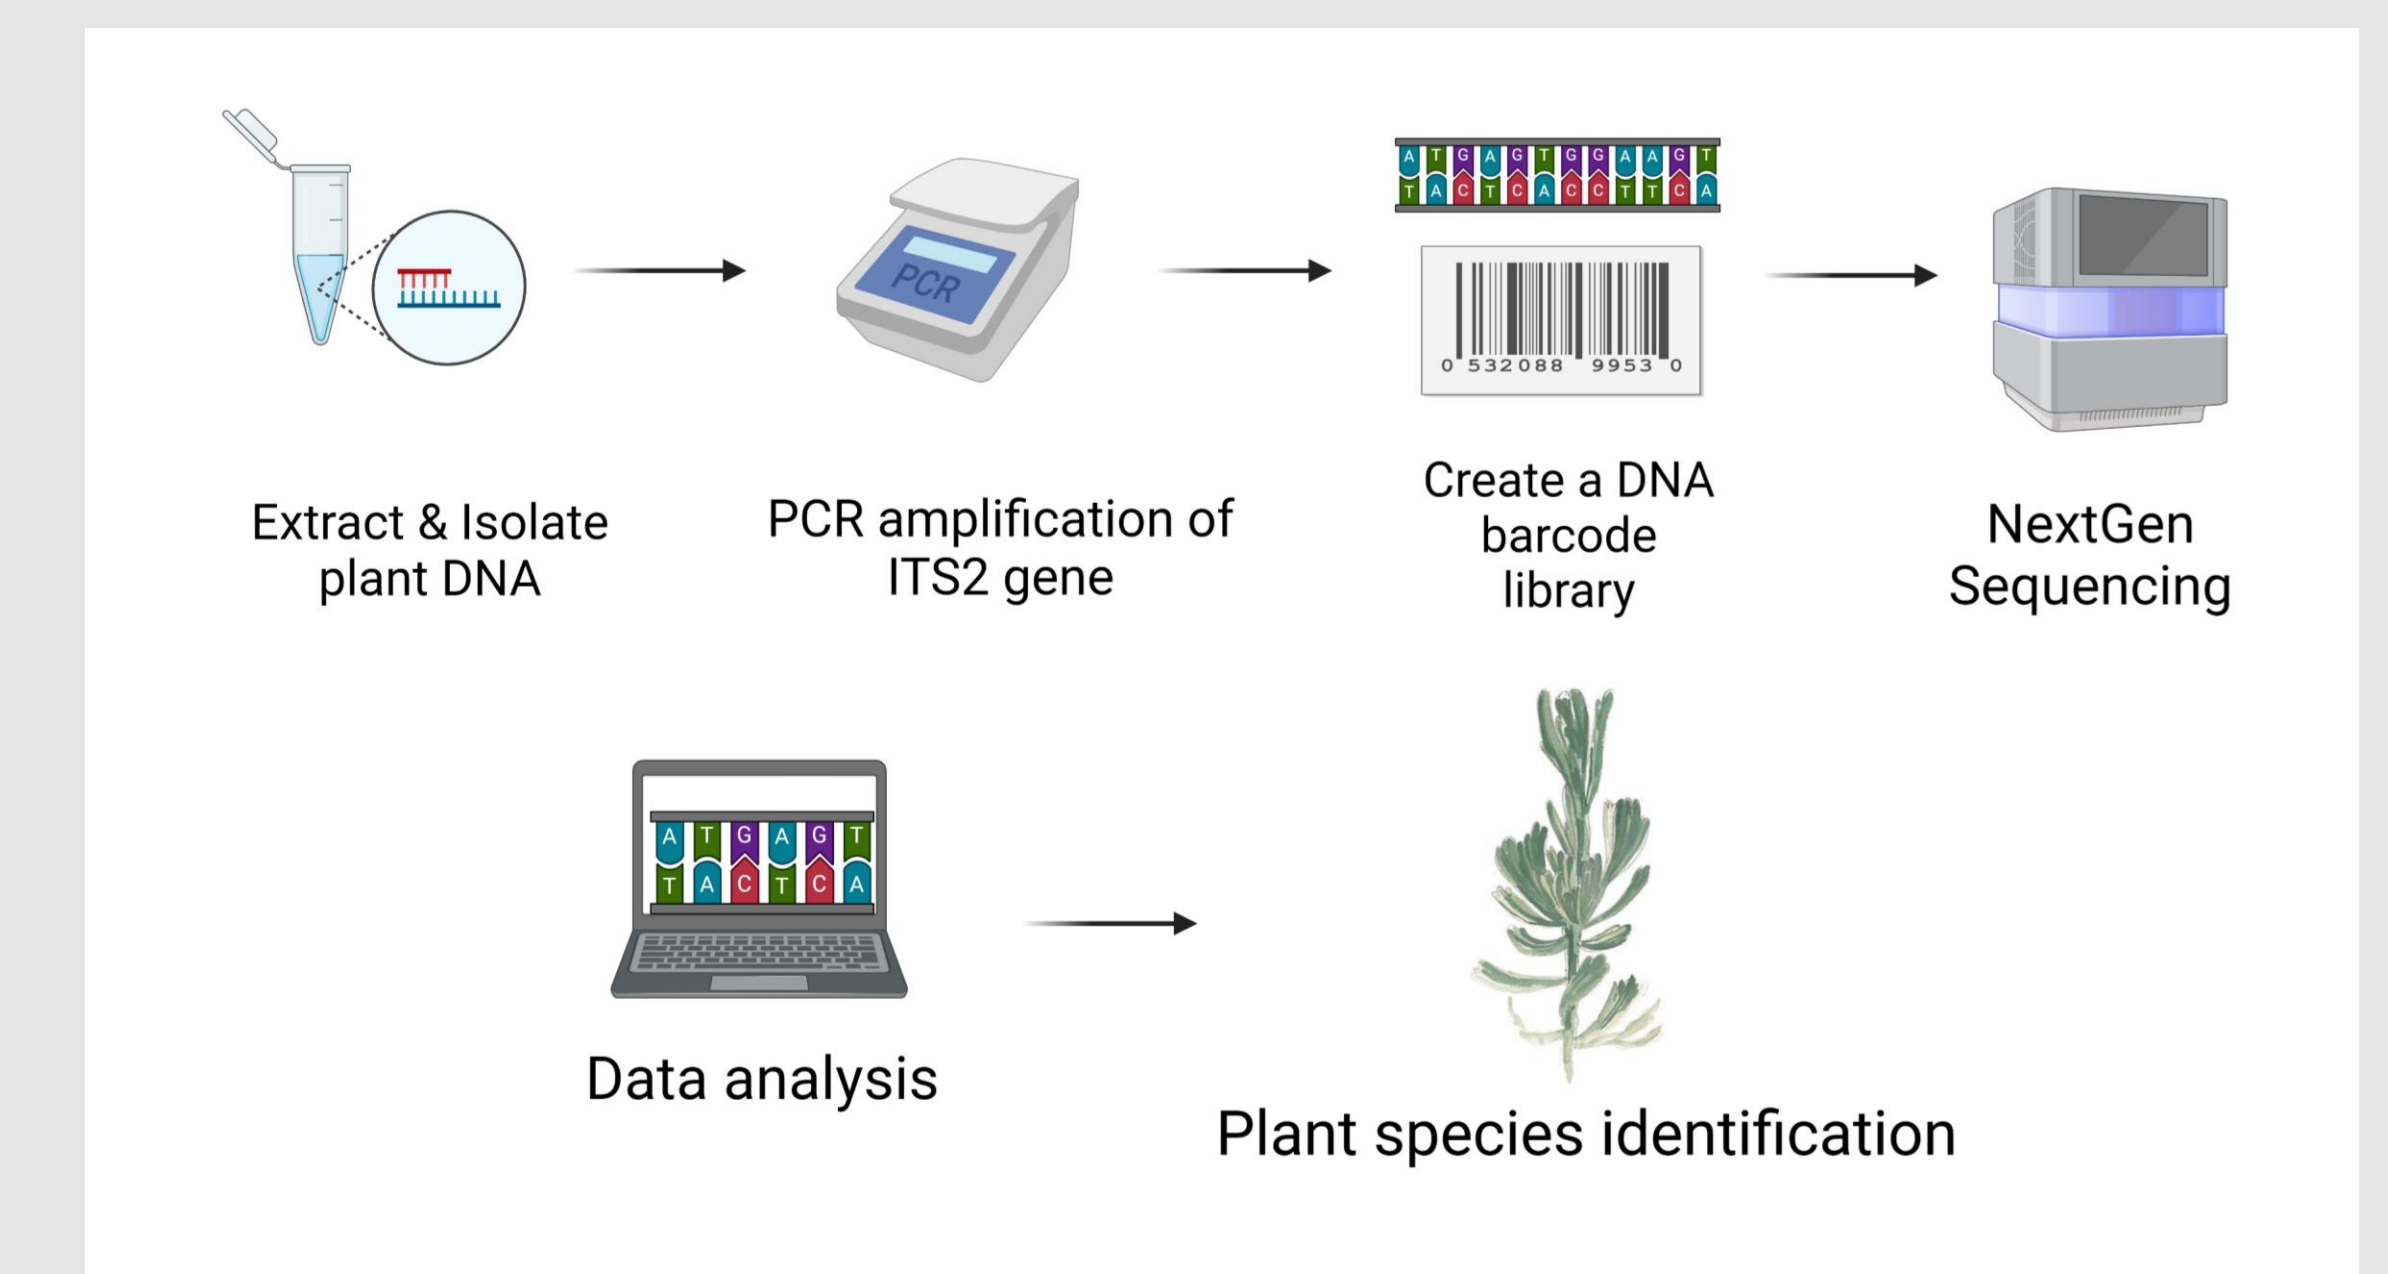 A T G A G T G G A A G T
T A C T C A C C T T C A
PCR
0 532088 9953 0
Extract & Isolate
plant DNA
PCR amplification of
ITS2 gene
Create a DNA
barcode
library
NextGen
Sequencing
A T G A G T
T A C T C A
Data analysis
Plant species identification